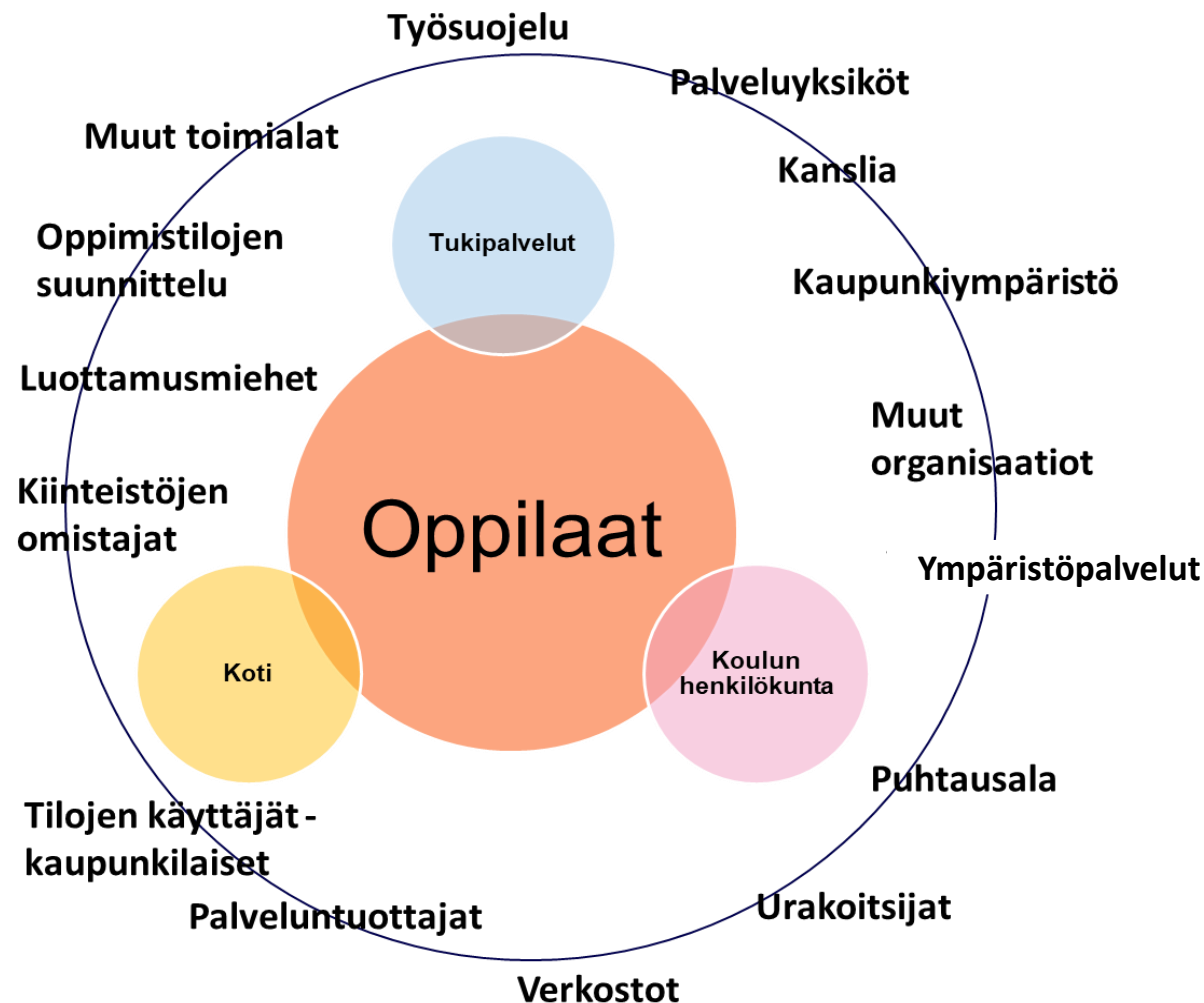 Työsuojelu
Palveluyksiköt
Muut toimialat
Kanslia
Oppimistilojen
suunnittelu
Tukipalvelut
Kaupunkiympäristö
Luottamusmiehet
Muut
organisaatiot
Kiinteistöjen
omistajat
Oppilaat
Ympäristöpalvelut
Koti
Koulun
henkilökunta
Puhtausala
Tilojen käyttäjät -
kaupunkilaiset
Palveluntuottajat
Urakoitsijat
Verkostot